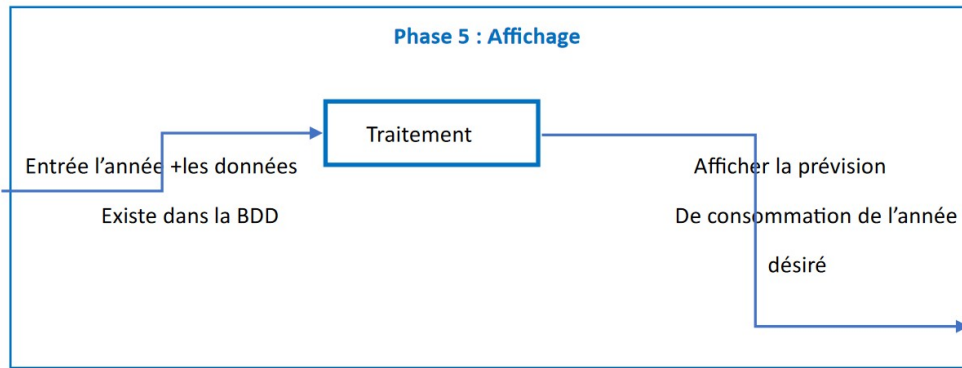 Phase 5 : Affichage
Traitement
Entrée l’année +les données
Existe dans la BDD
Afficher la prévision
De consommation de l’année
désiré